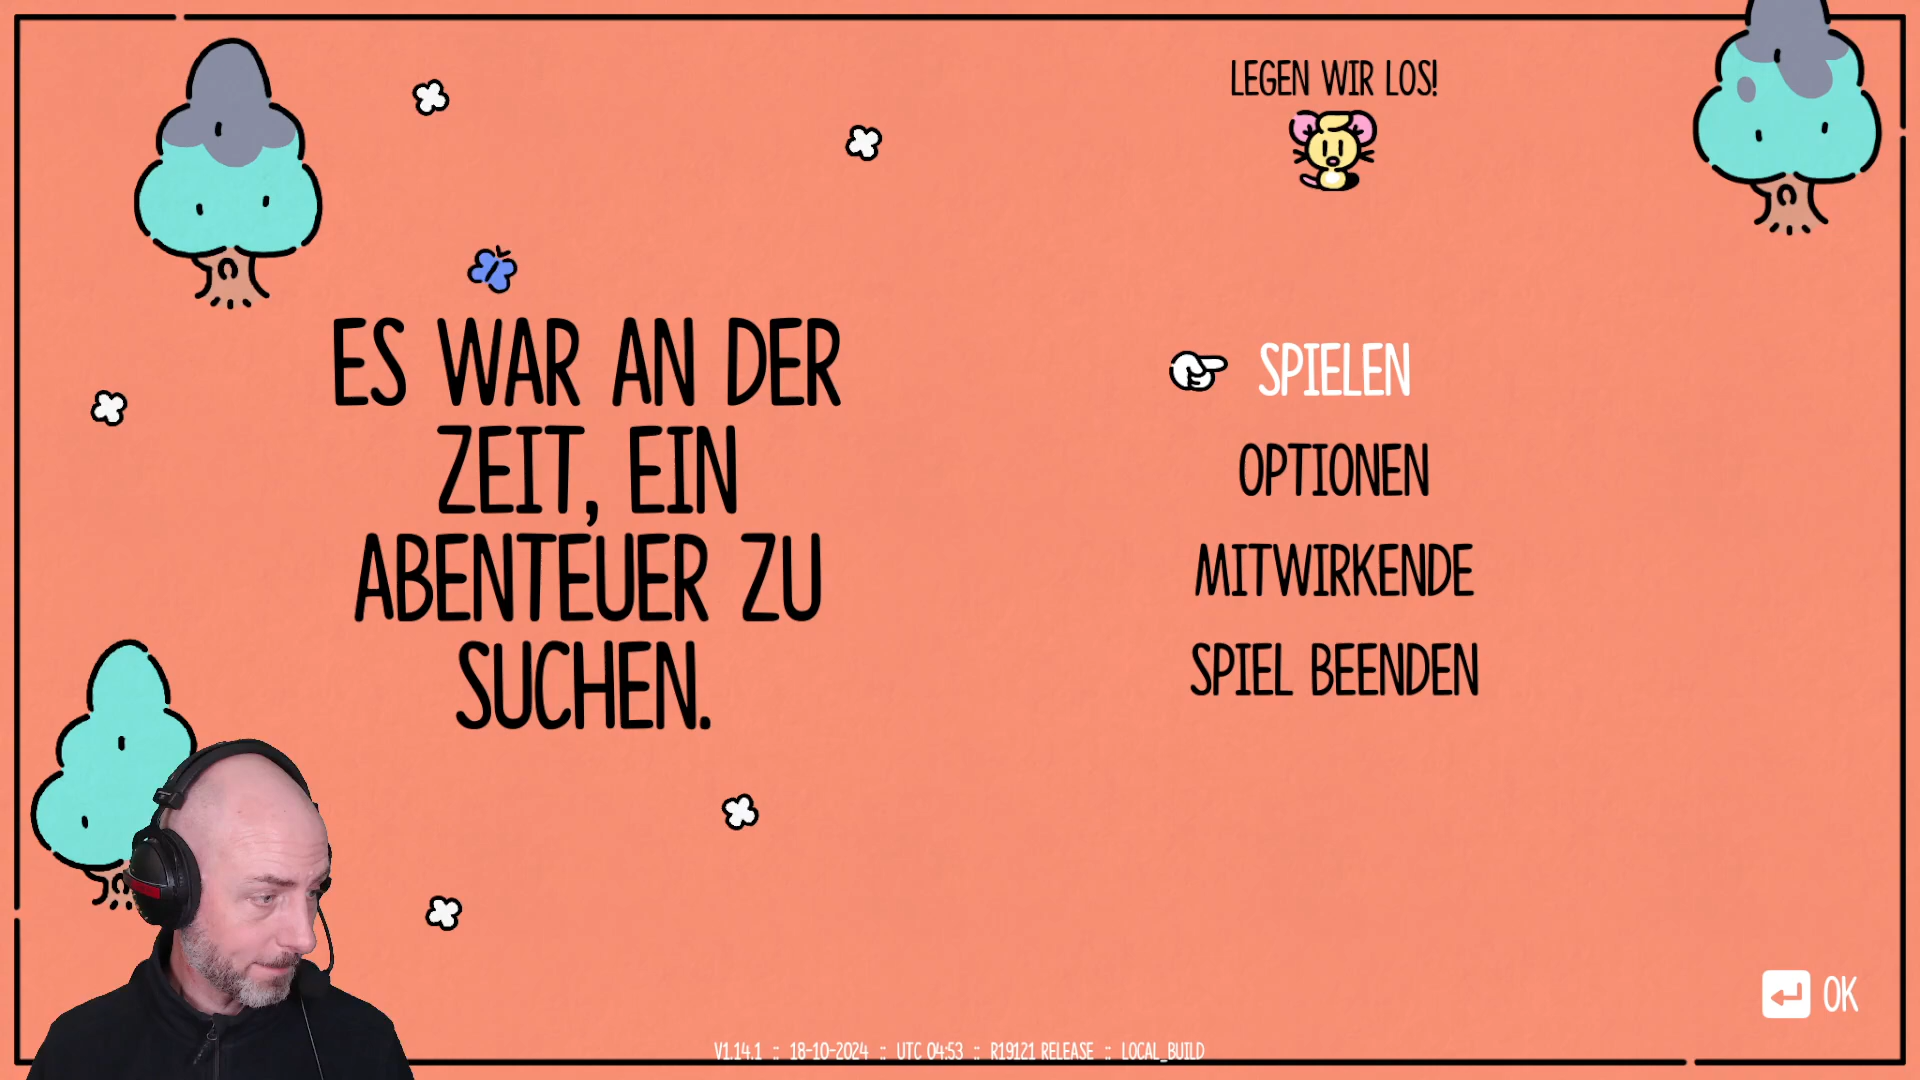 LEGEN WIR LOS!
ES WAR AN DER
ZEIT, EIN
ABENTEUER ZU
SUCHEN.
SPIELEN
OPTIONEN
MITWIRKENDE
SPIEL BEENDEN
OK
V1.14.1 :: 18-10-2024 :: UTC 04:53 :: R19121 RELEASE :: LOCAL_BUILD